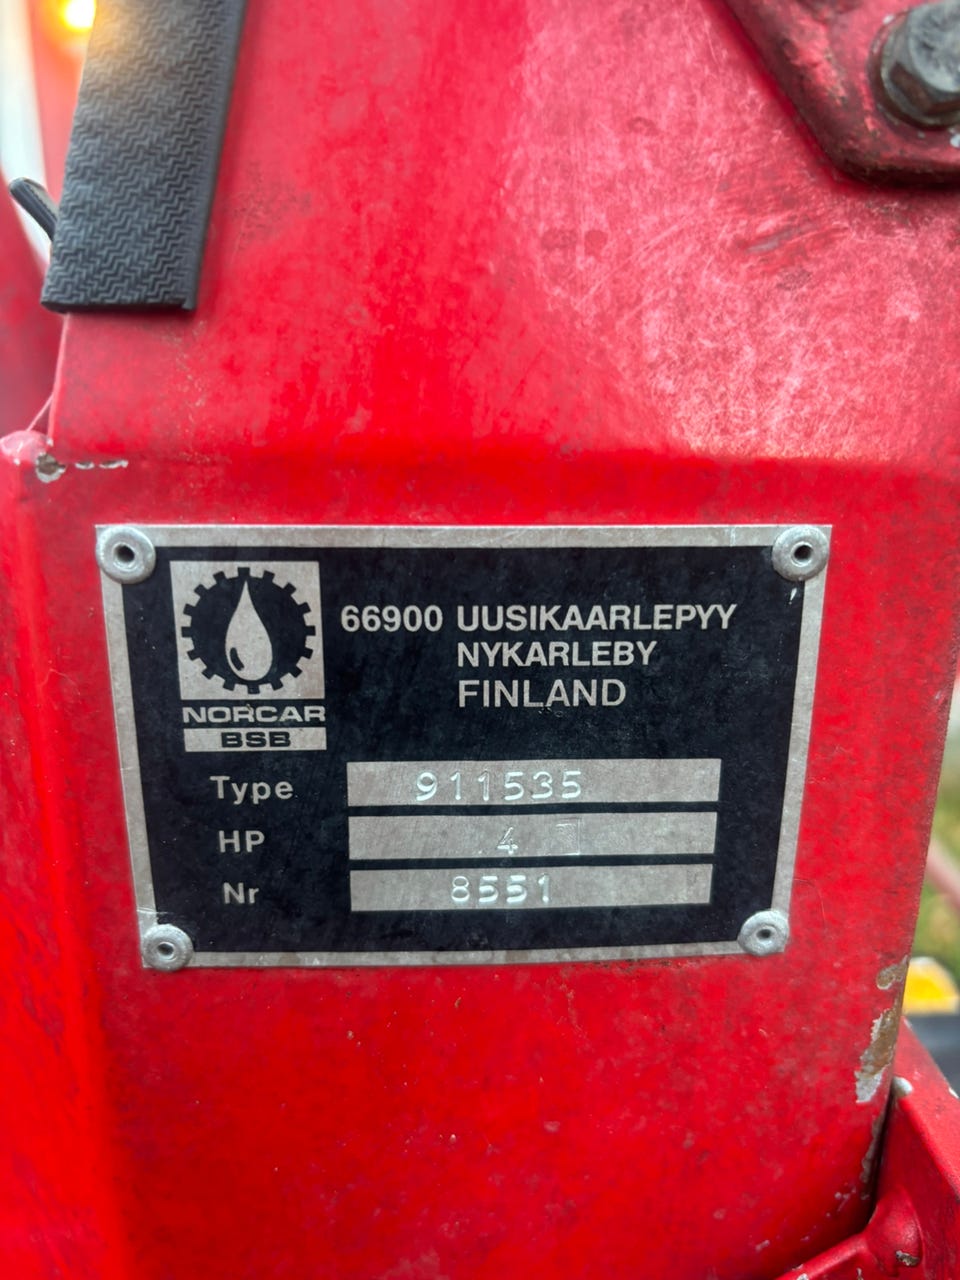 66900 UUSIKAARLEPYY
NYKARLEBY
FINLAND
NORCAR
BSB
Type 911535
HP 4
Nr 8551